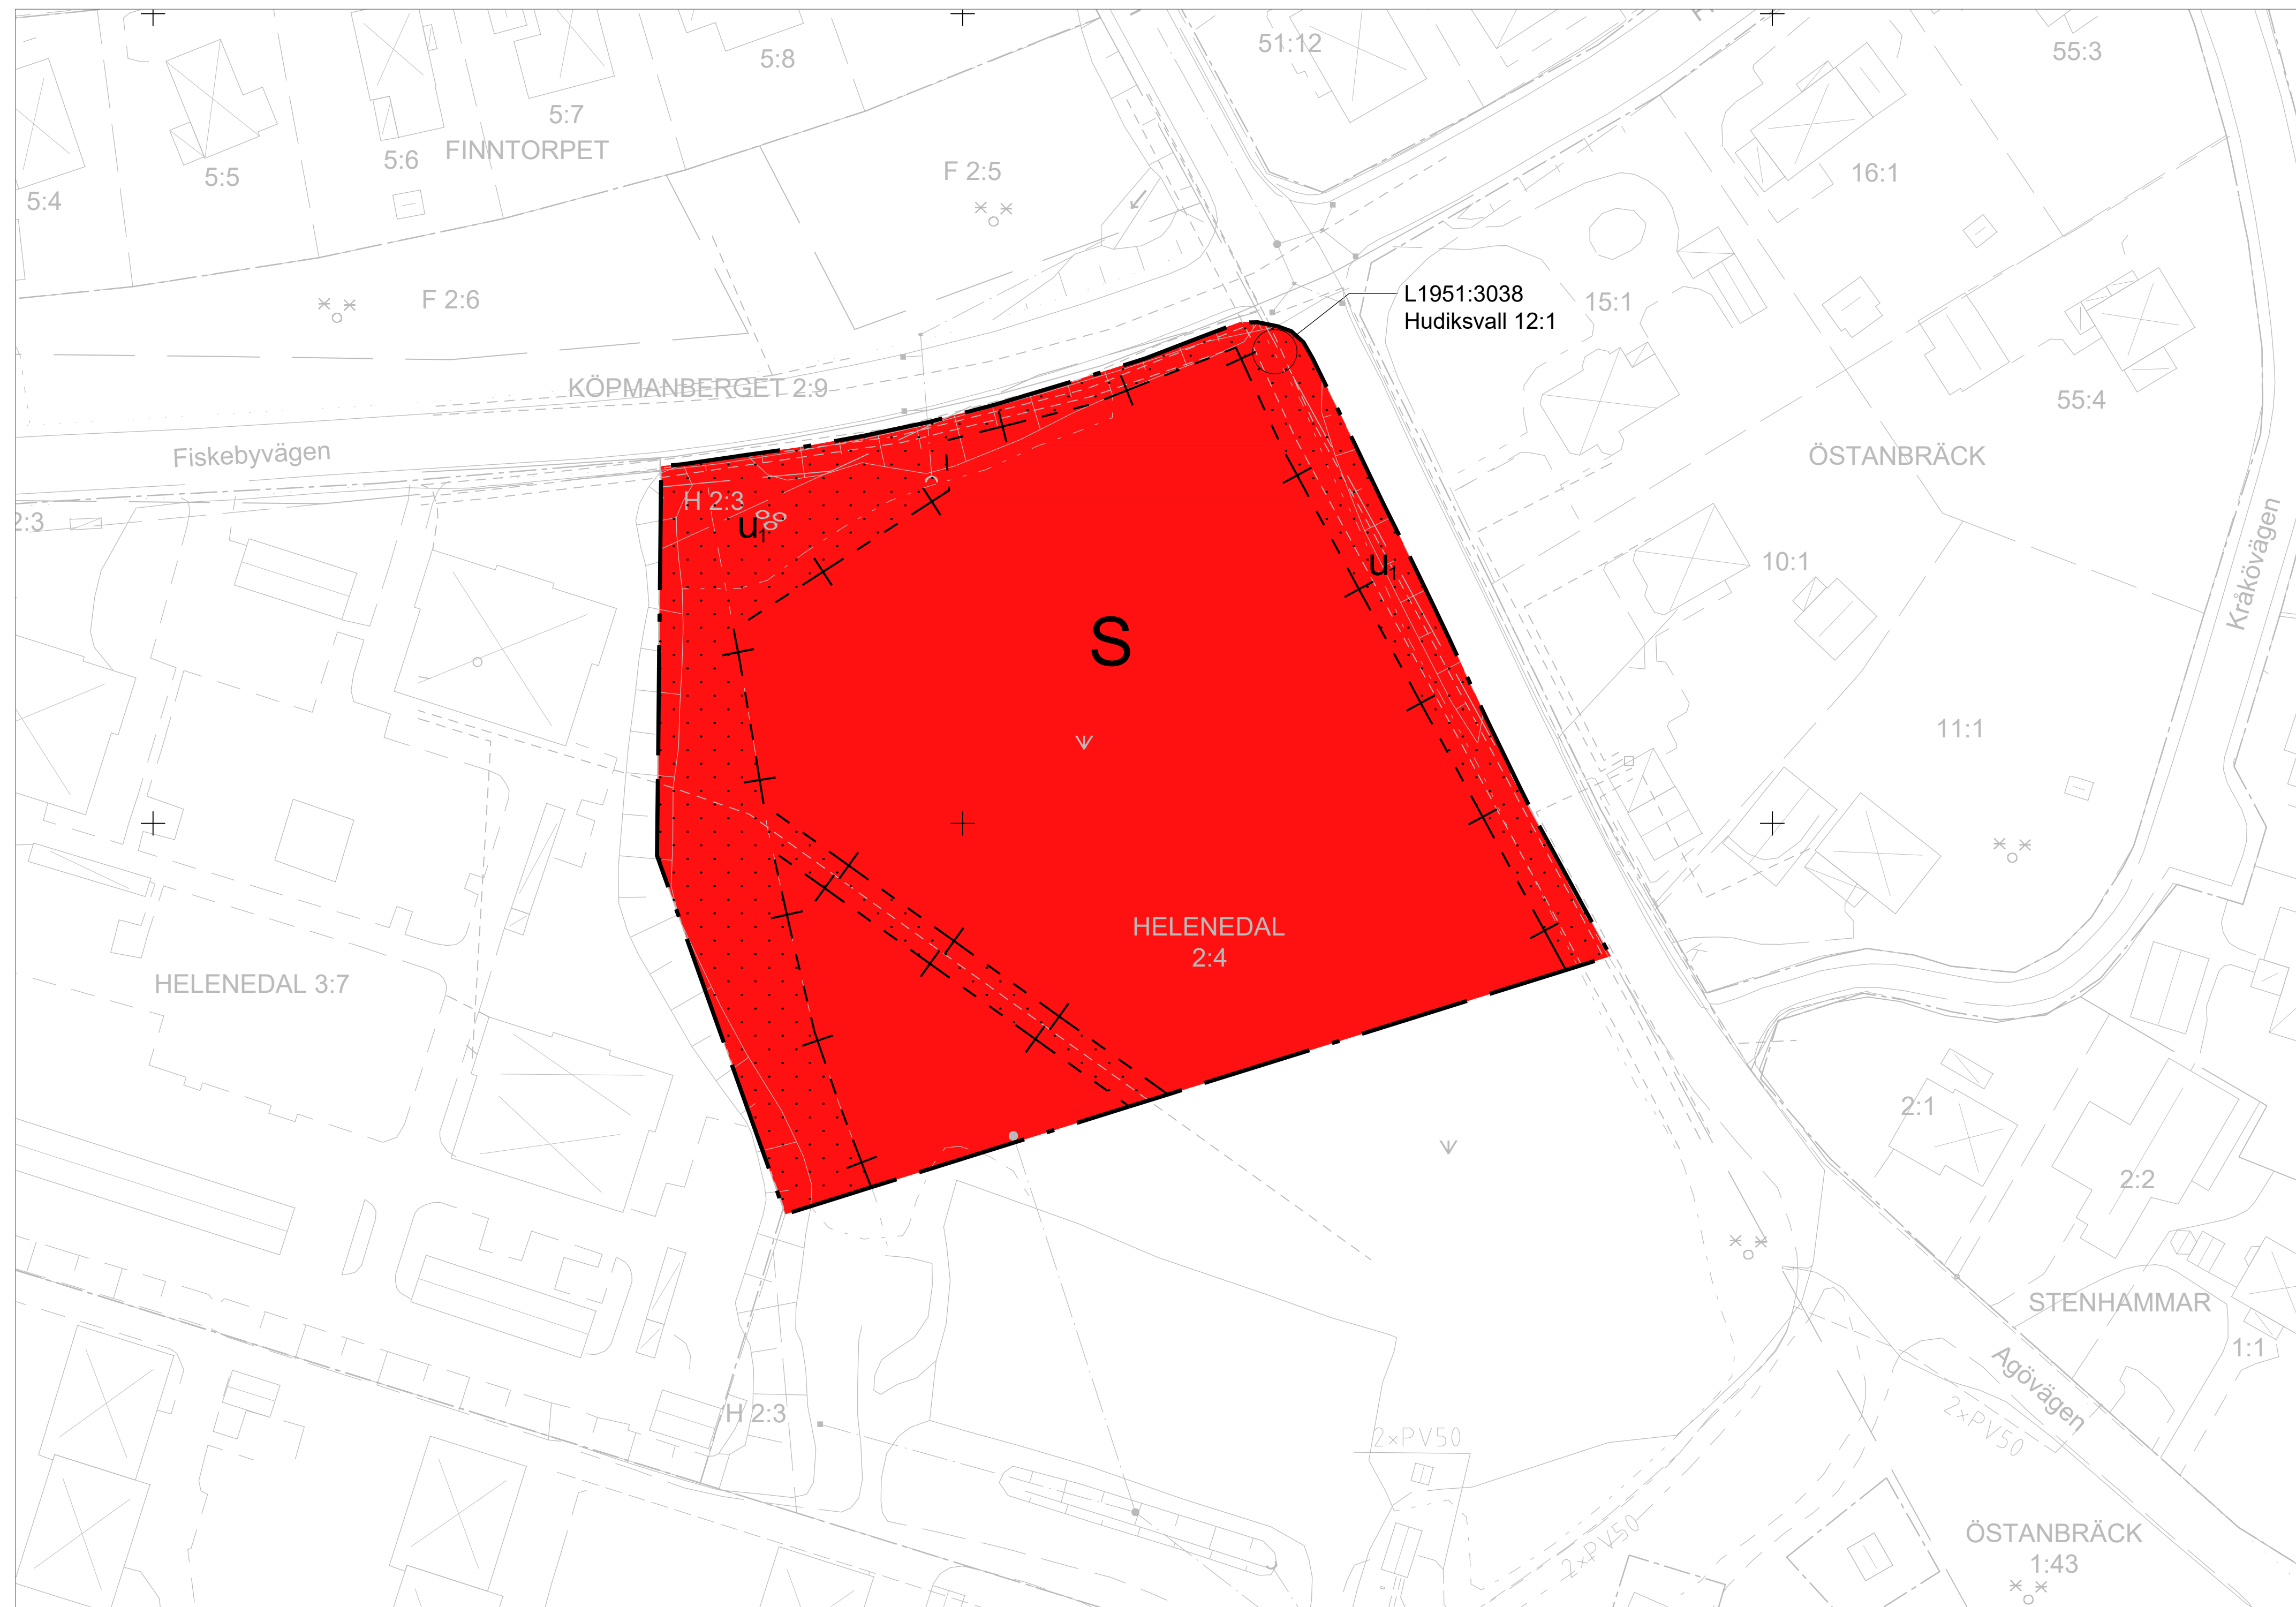 51:12
55:3
5:8
5:7
FINNTORPET
5:6
5:5
5:4
F 2:5
16:1
F 2:6
L1951:3038
Hudiksvall 12:1
15:1
KÖPMANBERGET 2:9
55:4
Fiskebyvägen
ÖSTANBRÄCK
H 2:3
2:3
u1
u1
10:1
Kråkövägen
S
11:1
HELENEDAL
2:4
HELENEDAL 3:7
2:1
2:2
STENHAMMAR
1:1
Agövägen
H 2:3
2×PV50
2×PV50
2×PV50
ÖSTANBRÄCK
1:43